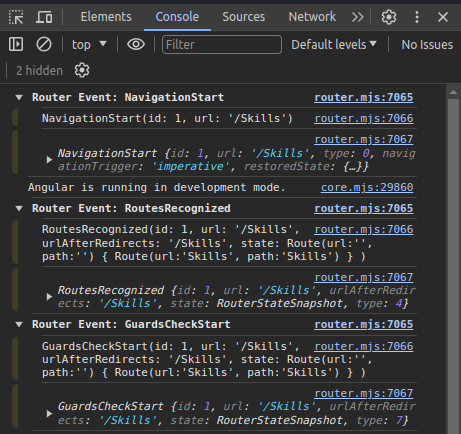 Elements Console Sources Network
top Filter Default levels No Issues
2 hidden
Router Event: NavigationStart router.mjs:7065
NavigationStart(id: 1, url: '/Skills') router.mjs:7066
router.mjs:7067
NavigationStart {id: 1, url: '/Skills', type: 0, navig
ationTrigger: 'imperative', restoredState: {…}}
Angular is running in development mode. core.mjs:29860
Router Event: RoutesRecognized router.mjs:7065
RoutesRecognized(id: 1, url: '/Skills', router.mjs:7066
urlAfterRedirects: '/Skills', state: Route(url:'',
path:'') { Route(url:'Skills', path:'Skills') } )
router.mjs:7067
RoutesRecognized {id: 1, url: '/Skills', urlAfterRedir
ects: '/Skills', state: RouterStateSnapshot, type: 4}
Router Event: GuardsCheckStart router.mjs:7065
GuardsCheckStart(id: 1, url: '/Skills', router.mjs:7066
urlAfterRedirects: '/Skills', state: Route(url:'',
path:'') { Route(url:'Skills', path:'Skills') } )
router.mjs:7067
GuardsCheckStart {id: 1, url: '/Skills', urlAfterRedir
ects: '/Skills', state: RouterStateSnapshot, type: 7}